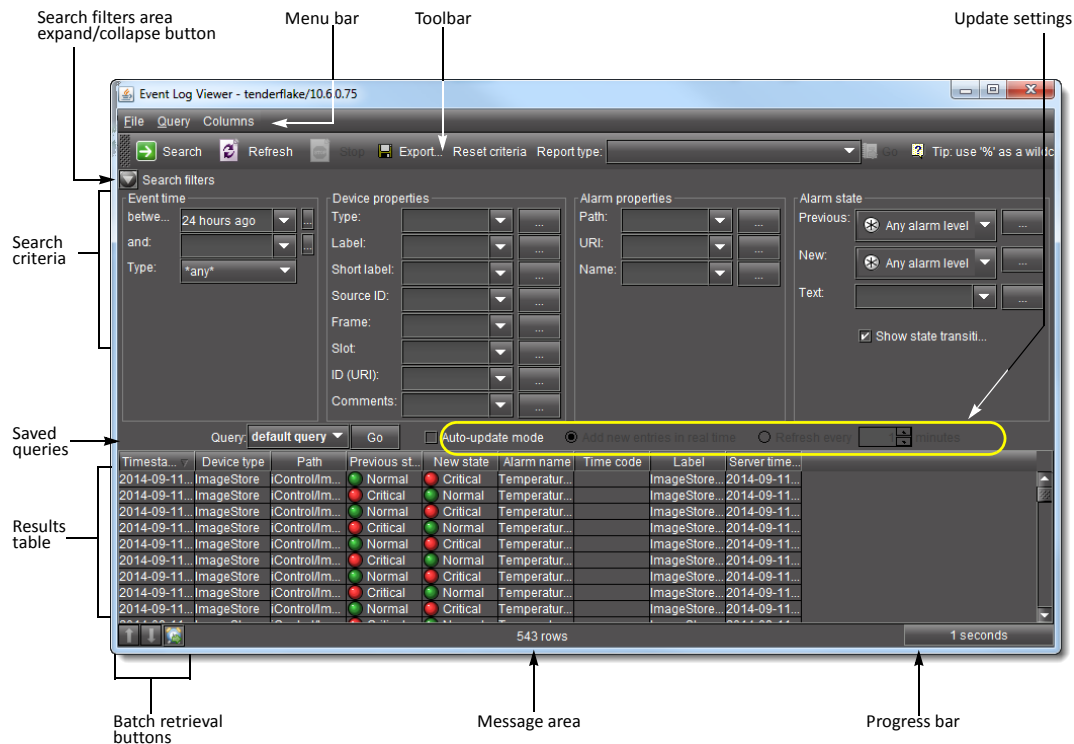 Search filters area
expand/collapse button
Menu bar
Toolbar
Update settings
Event Log Viewer - tenderflake/10.6.0.75
File Query Columns
Search Refresh Stop Export... Reset criteria Report type: Go Tip: use '%' as a wildc
Search filters
Search
criteria
Event time
betwe... 24 hours ago ...
and: ...
Type: *any*
Device properties
Type: ...
Label: ...
Short label: ...
Source ID: ...
Frame: ...
Slot: ...
ID (URI): ...
Comments: ...
Alarm properties
Path: ...
URI: ...
Name: ...
Alarm state
Previous: Any alarm level ...
New: Any alarm level ...
Text: ...
Show state transiti...
Saved
queries
Query: default query Go Auto-update mode Add new entries in real time Refresh every 1 minutes
Results
table
Timesta... Device type Path Previous st... New state Alarm name Time code Label Server time...
2014-09-11... ImageStore iControl/Im... Normal Critical Temperatur... ImageStore... 2014-09-11...
2014-09-11... ImageStore iControl/Im... Critical Normal Temperatur... ImageStore... 2014-09-11...
2014-09-11... ImageStore iControl/Im... Normal Critical Temperatur... ImageStore... 2014-09-11...
2014-09-11... ImageStore iControl/Im... Critical Normal Temperatur... ImageStore... 2014-09-11...
2014-09-11... ImageStore iControl/Im... Normal Critical Temperatur... ImageStore... 2014-09-11...
2014-09-11... ImageStore iControl/Im... Critical Normal Temperatur... ImageStore... 2014-09-11...
2014-09-11... ImageStore iControl/Im... Normal Critical Temperatur... ImageStore... 2014-09-11...
2014-09-11... ImageStore iControl/Im... Critical Normal Temperatur... ImageStore... 2014-09-11...
2014-09-11... ImageStore iControl/Im... Normal Critical Temperatur... ImageStore... 2014-09-11...
543 rows
1 seconds
Batch retrieval
buttons
Message area
Progress bar